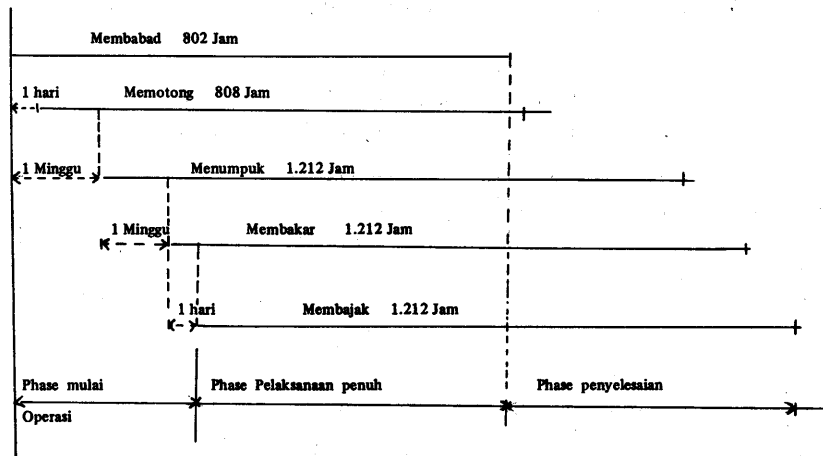 Membabad 802 Jam
1 hari Memotong 808 Jam
1 Minggu Menumpuk 1.212 Jam
1 Minggu Membakar 1.212 Jam
1 hari Membajak 1.212 Jam
Phase mulai Phase Pelaksanaan penuh Phase penyelesaian
Operasi